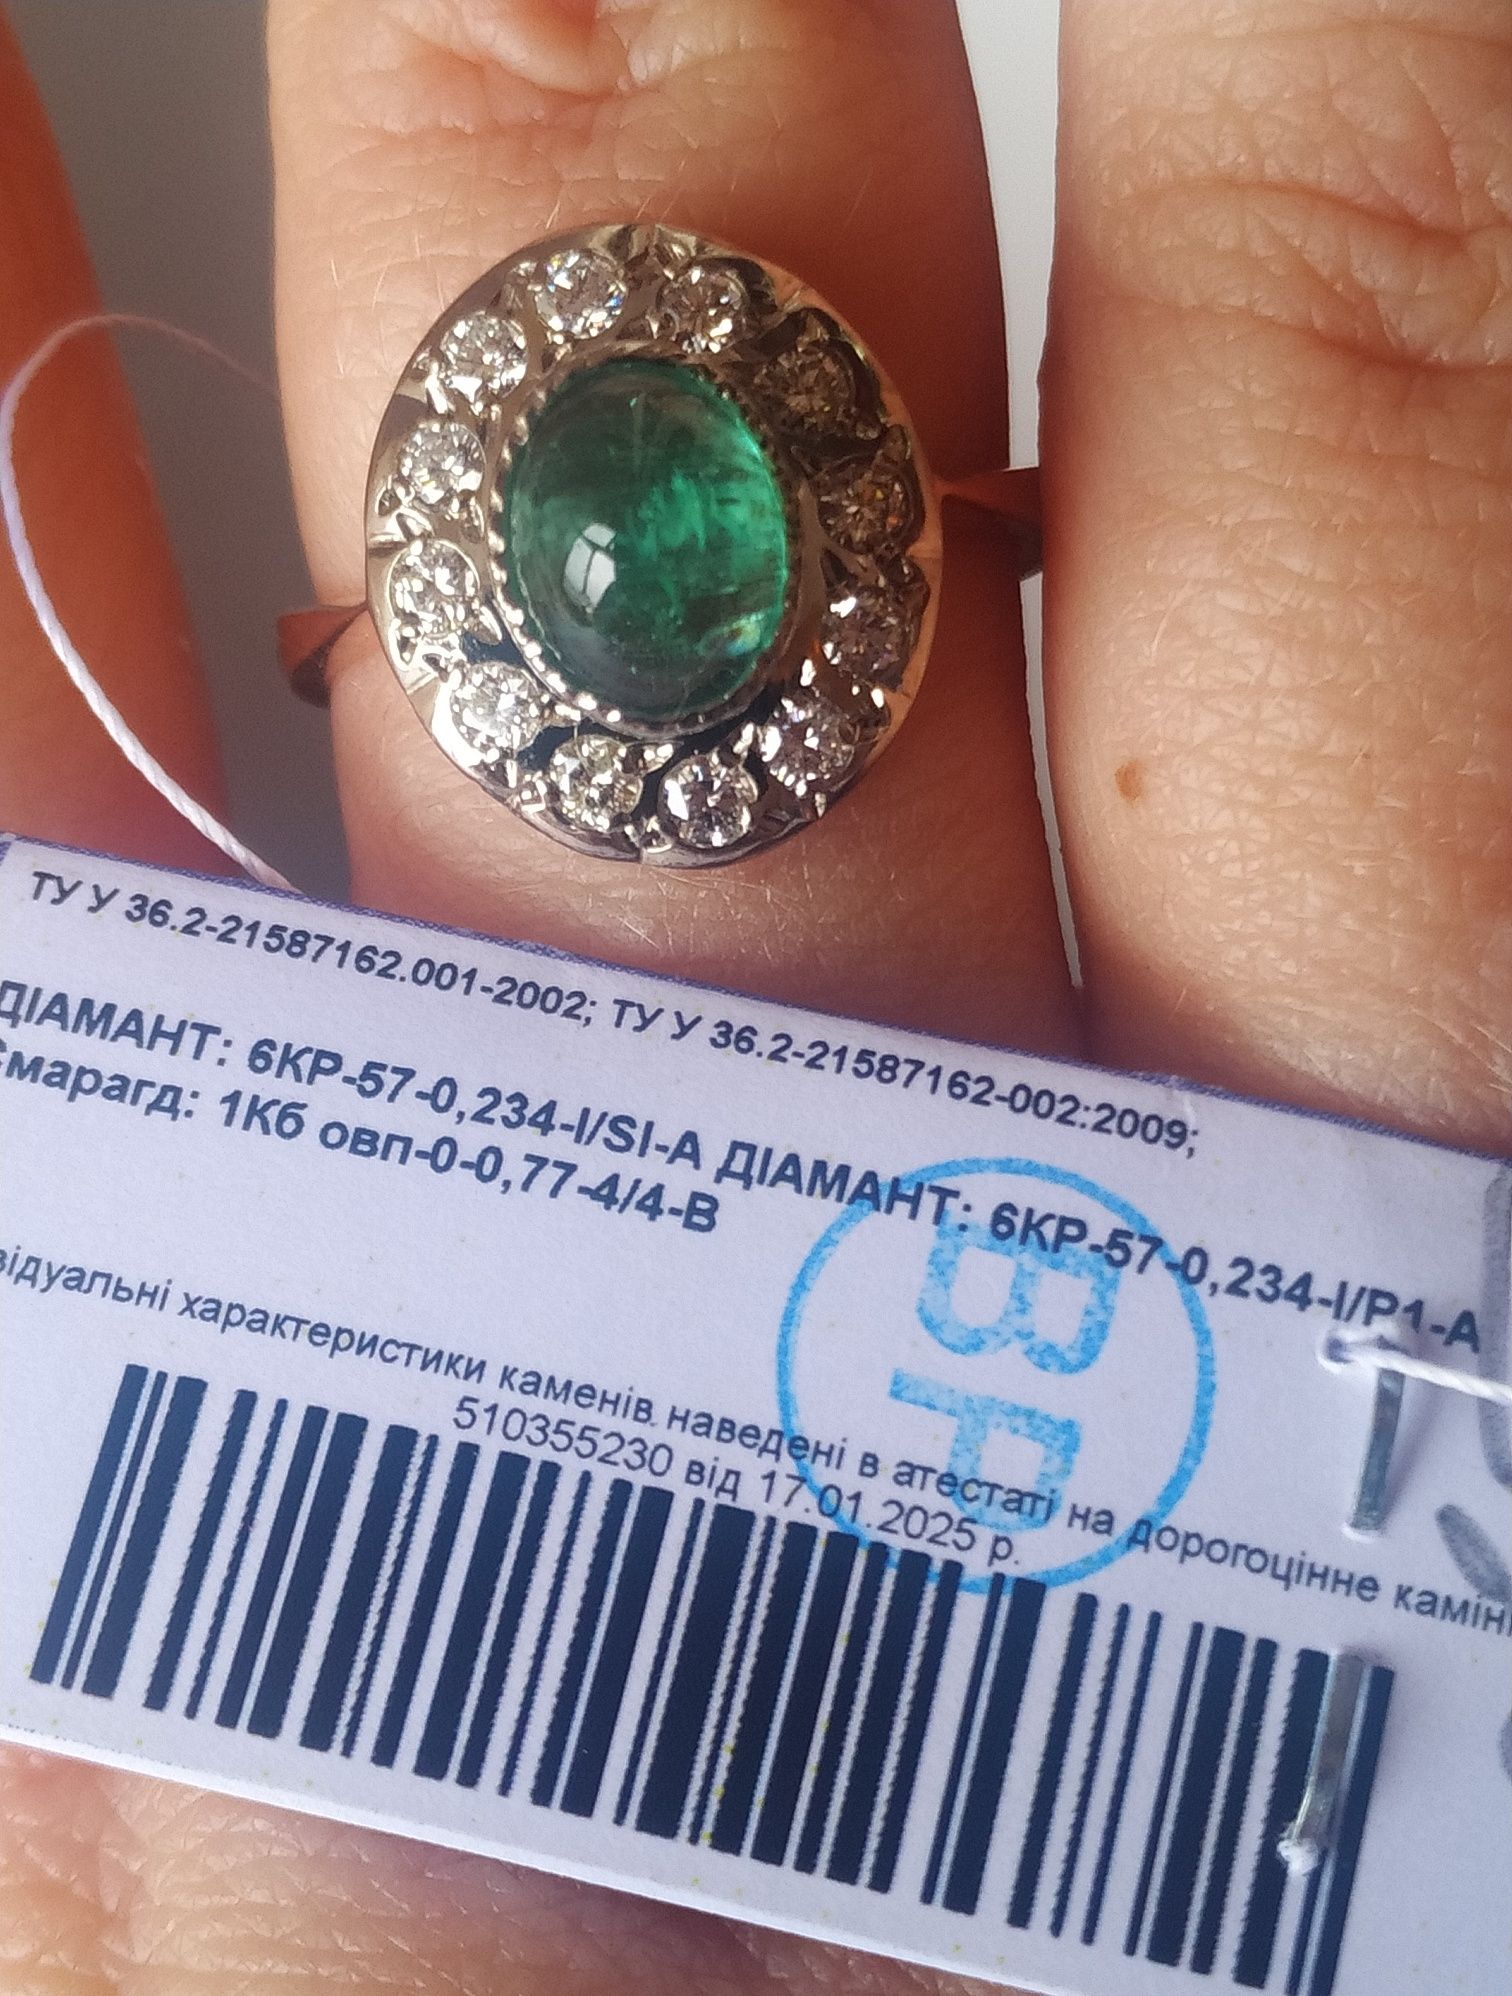 ТУ У 36.2-21587162.001-2002; ТУ У 36.2-21587162-002:2009;
ДІАМАНТ: 6КР-57-0,234-I/SI-А ДІАМАНТ: 6КР-57-0,234-I/P1-А
Смарагд: 1Кб овп-0-0,77-4/4-В
відуальні характеристики каменів наведені в атестаті на дорогоцінне камін
510355230 від 17.01.2025 р.
ВР